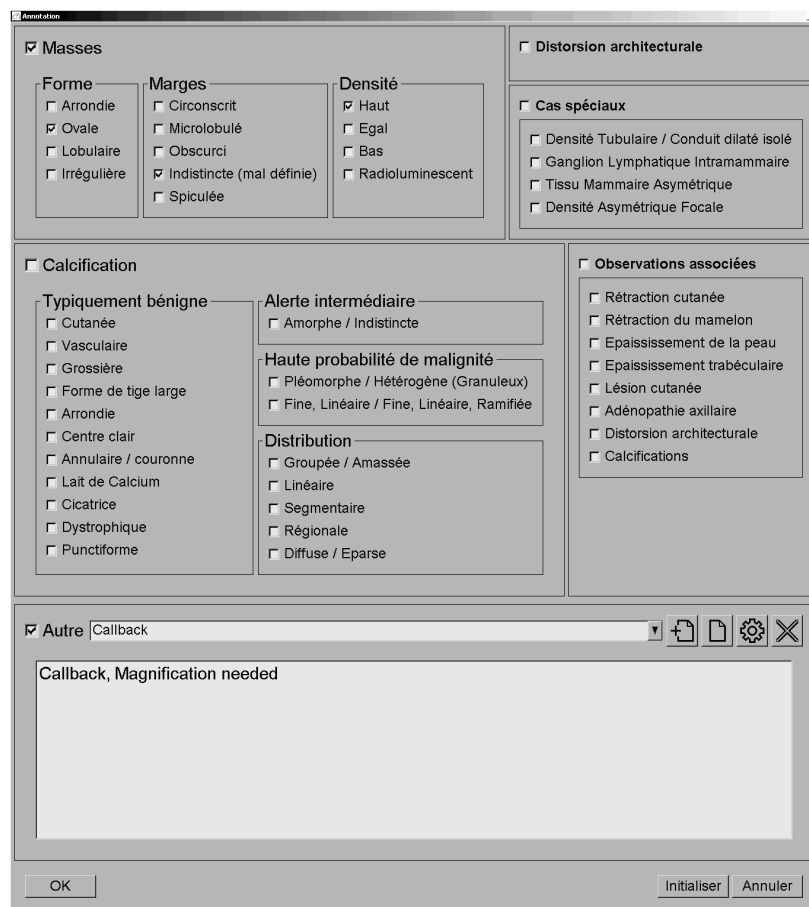 Annotation
Masses
Forme
Arrondie
Ovale
Lobulaire
Irrégulière
Marges
Circonscrit
Microlobulé
Obscurci
Indistincte (mal définie)
Spiculée
Densité
Haut
Egal
Bas
Radioluminescent
Distorsion architecturale
Cas spéciaux
Densité Tubulaire / Conduit dilaté isolé
Ganglion Lymphatique Intramammaire
Tissu Mammaire Asymétrique
Densité Asymétrique Focale
Calcification
Typiquement bénigne
Cutanée
Vasculaire
Grossière
Forme de tige large
Arrondie
Centre clair
Annulaire / couronne
Lait de Calcium
Cicatrice
Dystrophique
Punctiforme
Alerte intermédiaire
Amorphe / Indistincte
Haute probabilité de malignité
Pléomorphe / Hétérogène (Granuleux)
Fine, Linéaire / Fine, Linéaire, Ramifiée
Distribution
Groupée / Amassée
Linéaire
Segmentaire
Régionale
Diffuse / Eparse
Observations associées
Rétraction cutanée
Rétraction du mamelon
Epaississement de la peau
Epaississement trabéculaire
Lésion cutanée
Adénopathie axillaire
Distorsion architecturale
Calcifications
Autre Callback
Callback, Magnification needed
OK Initialiser Annuler